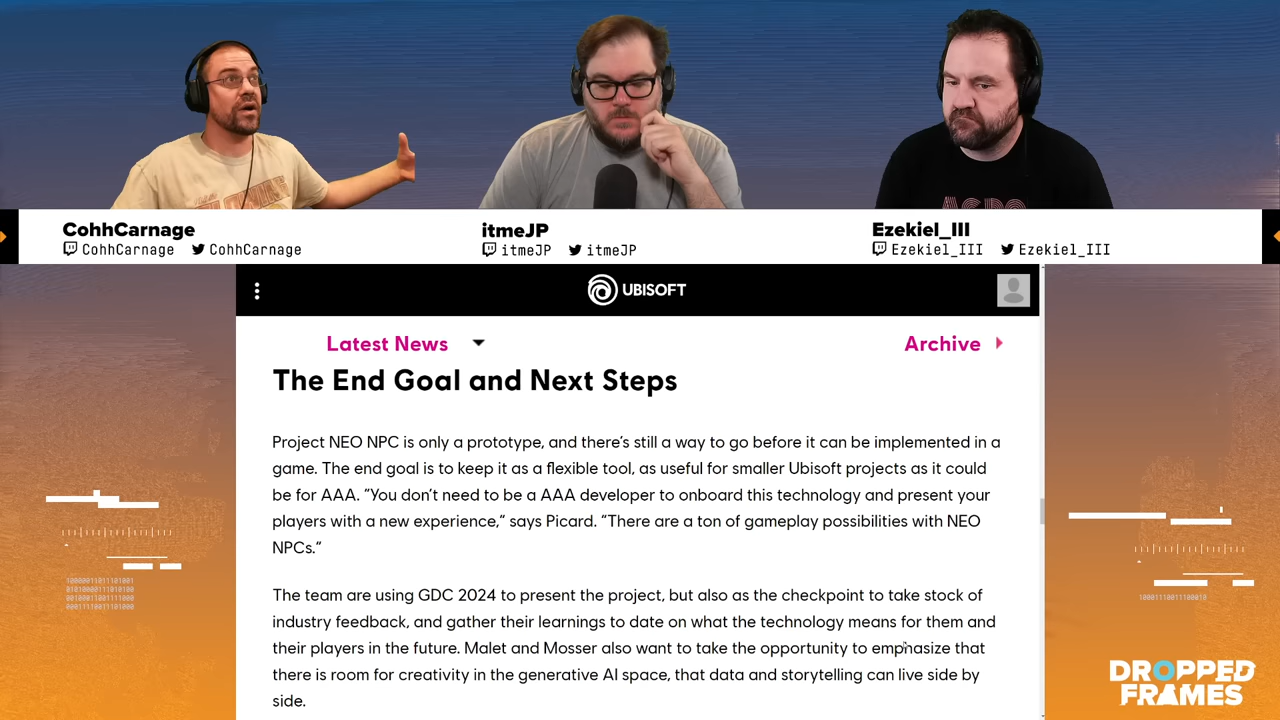 CohhCarnage
CohhCarnage CohhCarnage
itmeJP
itmeJP itmeJP
Ezekiel_III
Ezekiel_III Ezekiel_III
UBISOFT
Latest News
Archive
The End Goal and Next Steps
Project NEO NPC is only a prototype, and there's still a way to go before it can be implemented in a
game. The end goal is to keep it as a flexible tool, as useful for smaller Ubisoft projects as it could
be for AAA. "You don't need to be a AAA developer to onboard this technology and present your
players with a new experience," says Picard. "There are a ton of gameplay possibilities with NEO
NPCs."
The team are using GDC 2024 to present the project, but also as the checkpoint to take stock of
industry feedback, and gather their learnings to date on what the technology means for them and
their players in the future. Malet and Mosser also want to take the opportunity to emphasize that
there is room for creativity in the generative AI space, that data and storytelling can live side by
side.
DROPPED
FRAMES